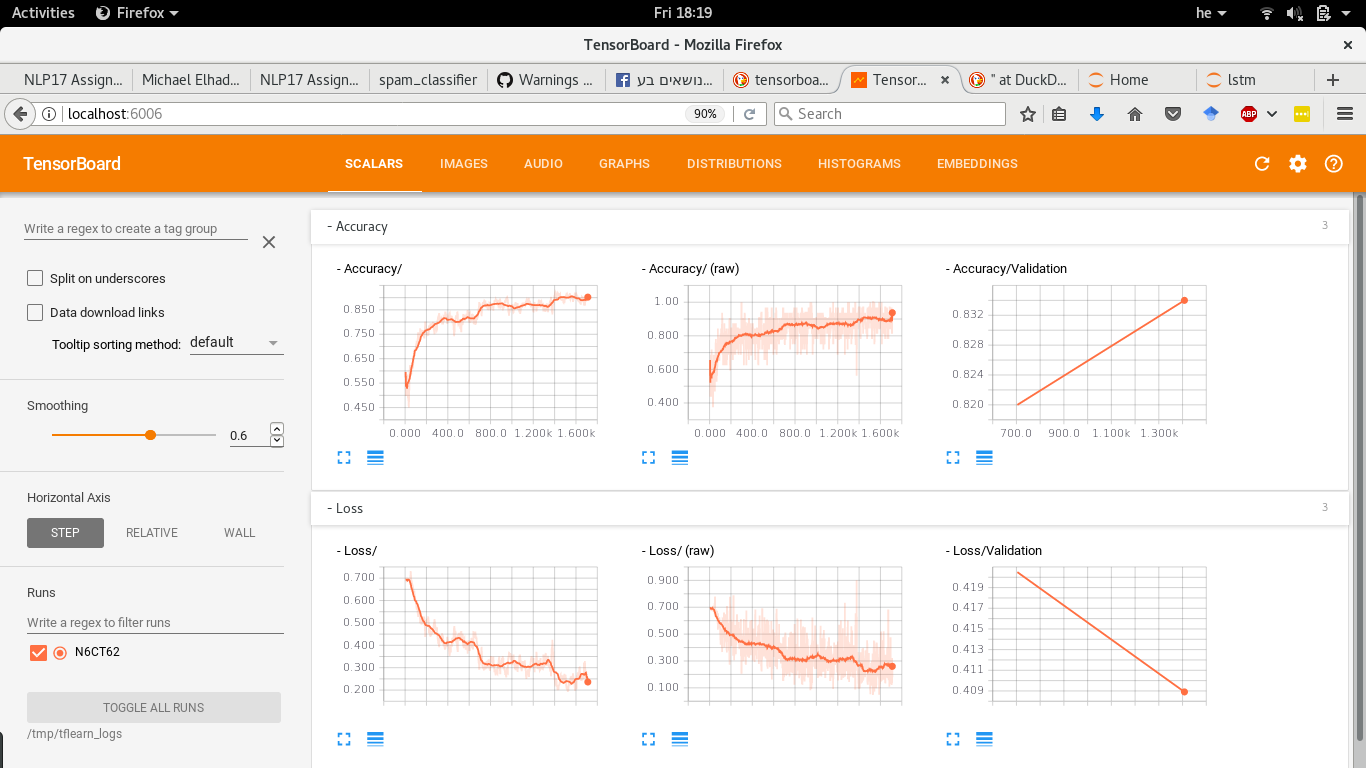 Activities Firefox Fri 18:19 he
TensorBoard - Mozilla Firefox
NLP17 Assign... Michael Elhad... NLP17 Assign... spam_classifier Warnings ... נושאים בע... tensorboa... Tensor... " at DuckD... Home lstm
localhost:6006 90% Search ABP
TensorBoard SCALARS IMAGES AUDIO GRAPHS DISTRIBUTIONS HISTOGRAMS EMBEDDINGS
Write a regex to create a tag group
Split on underscores
Data download links
Tooltip sorting method: default
Smoothing
0.6
Horizontal Axis
STEP RELATIVE WALL
Runs
Write a regex to filter runs
N6CT62
TOGGLE ALL RUNS
/tmp/tflearn_logs
- Accuracy 3
- Accuracy/
0.850
0.750
0.650
0.550
0.450
0.000 400.0 800.0 1.200k 1.600k
- Accuracy/ (raw)
1.00
0.800
0.600
0.400
0.000 400.0 800.0 1.200k 1.600k
- Accuracy/Validation
0.832
0.828
0.824
0.820
700.0 900.0 1.100k 1.300k
- Loss 3
- Loss/
0.700
0.600
0.500
0.400
0.300
0.200
- Loss/ (raw)
0.900
0.700
0.500
0.300
0.100
- Loss/Validation
0.419
0.417
0.415
0.413
0.411
0.409